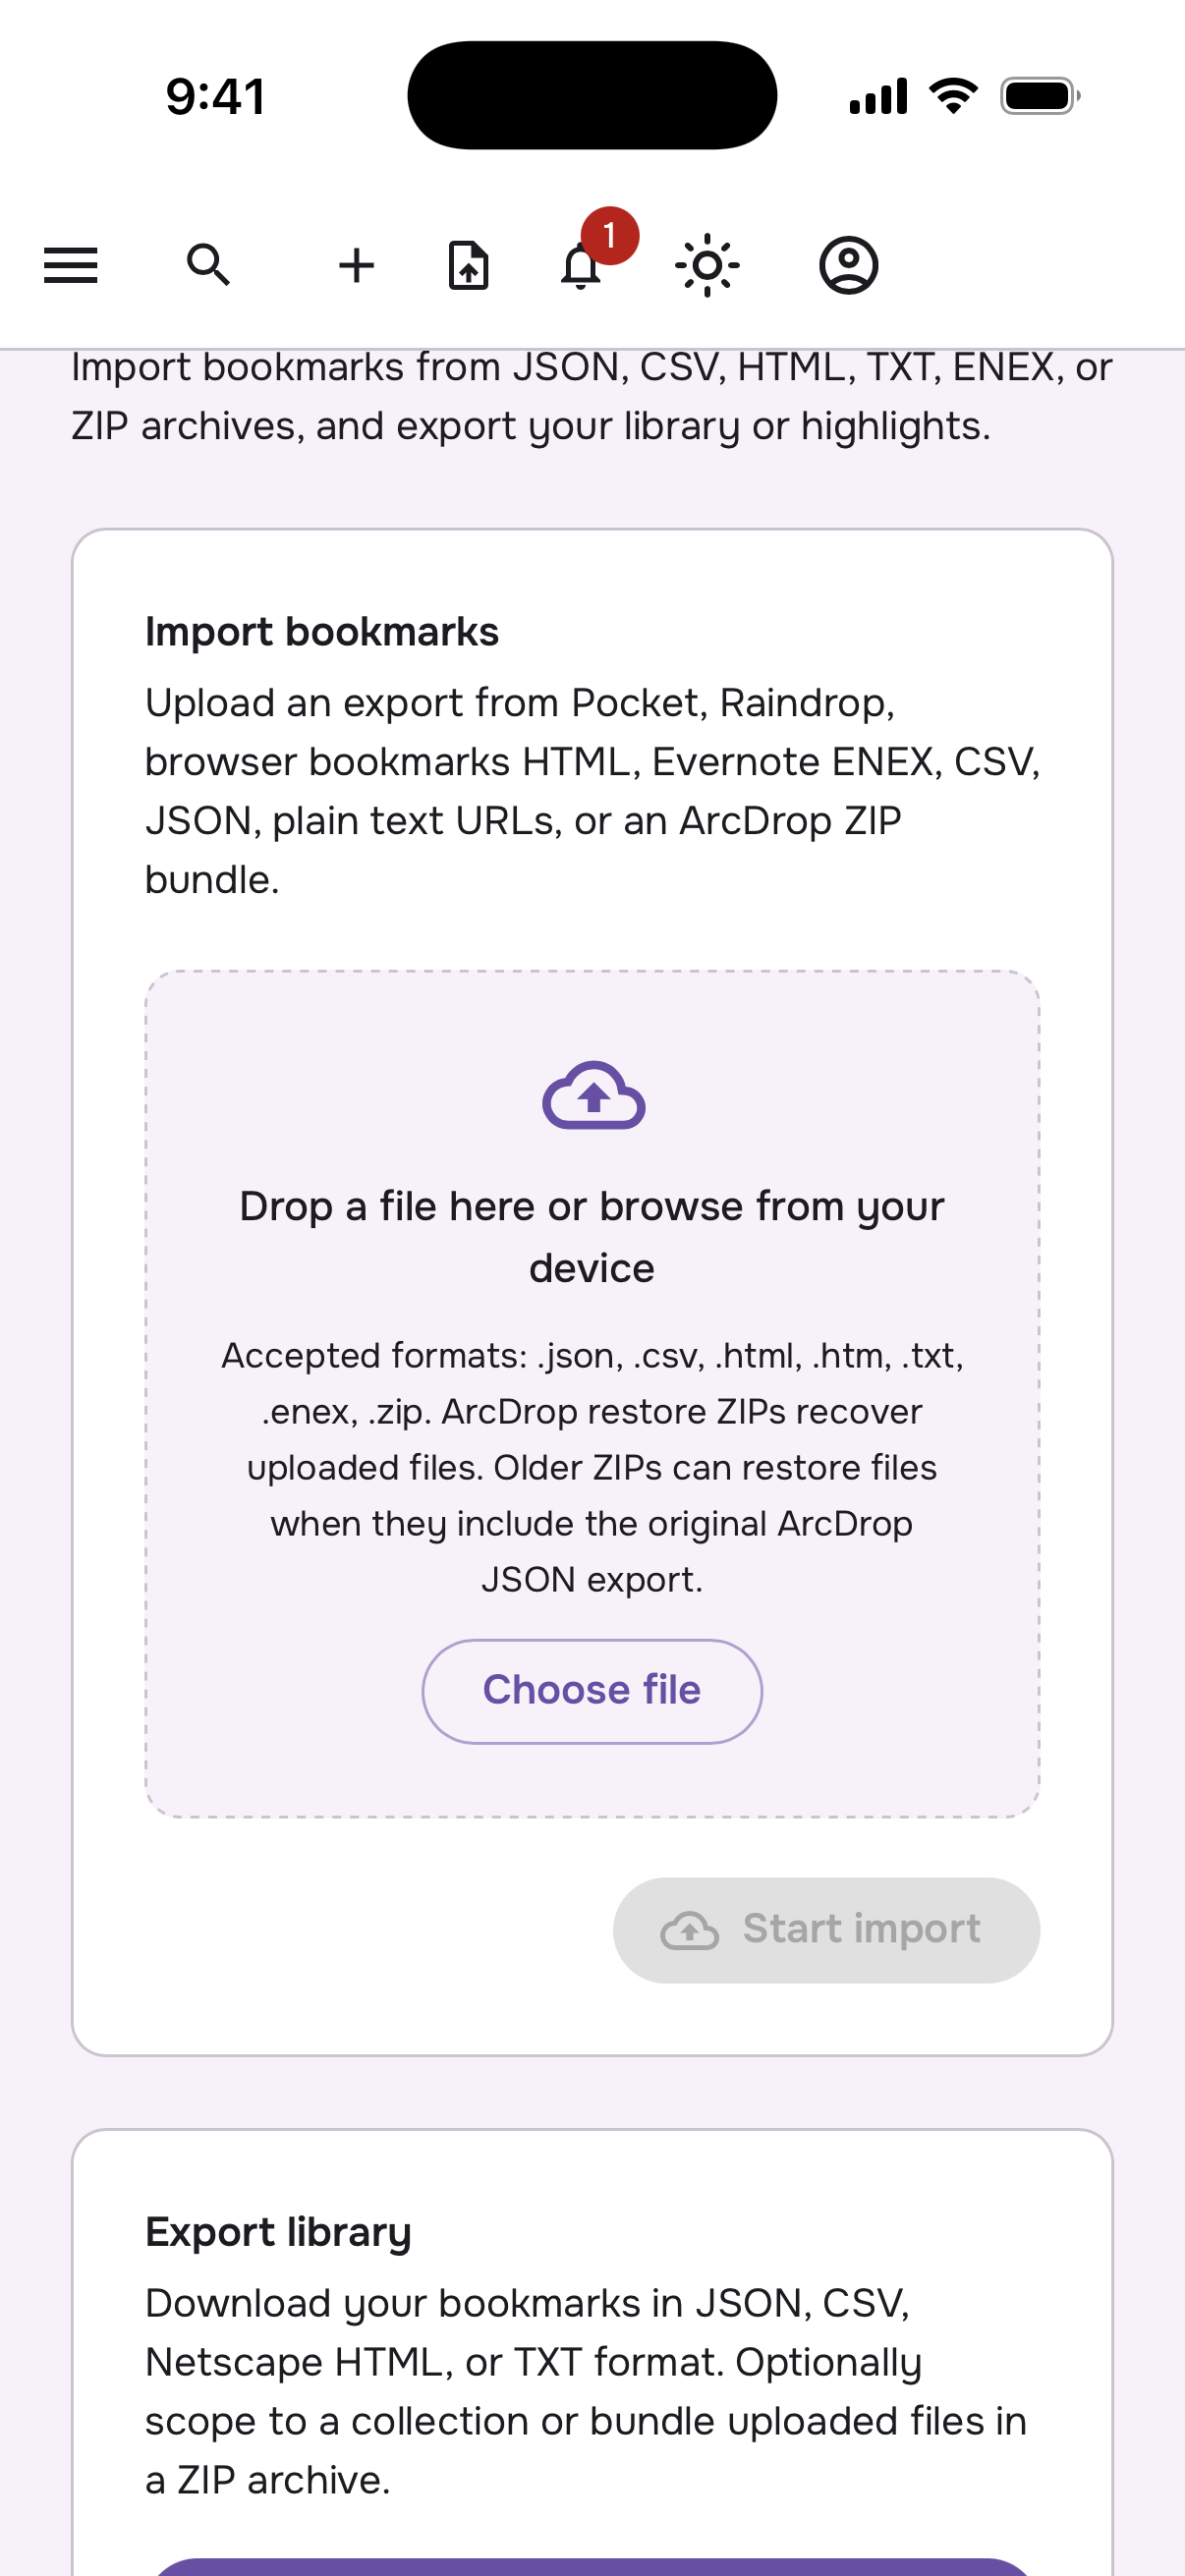 9:41
1
Import bookmarks from JSON, CSV, HTML, TXT, ENEX, or
ZIP archives, and export your library or highlights.
Import bookmarks
Upload an export from Pocket, Raindrop,
browser bookmarks HTML, Evernote ENEX, CSV,
JSON, plain text URLs, or an ArcDrop ZIP
bundle.
Drop a file here or browse from your
device
Accepted formats: .json, .csv, .html, .htm, .txt,
.enex, .zip. ArcDrop restore ZIPs recover
uploaded files. Older ZIPs can restore files
when they include the original ArcDrop
JSON export.
Choose file
Start import
Export library
Download your bookmarks in JSON, CSV,
Netscape HTML, or TXT format. Optionally
scope to a collection or bundle uploaded files in
a ZIP archive.